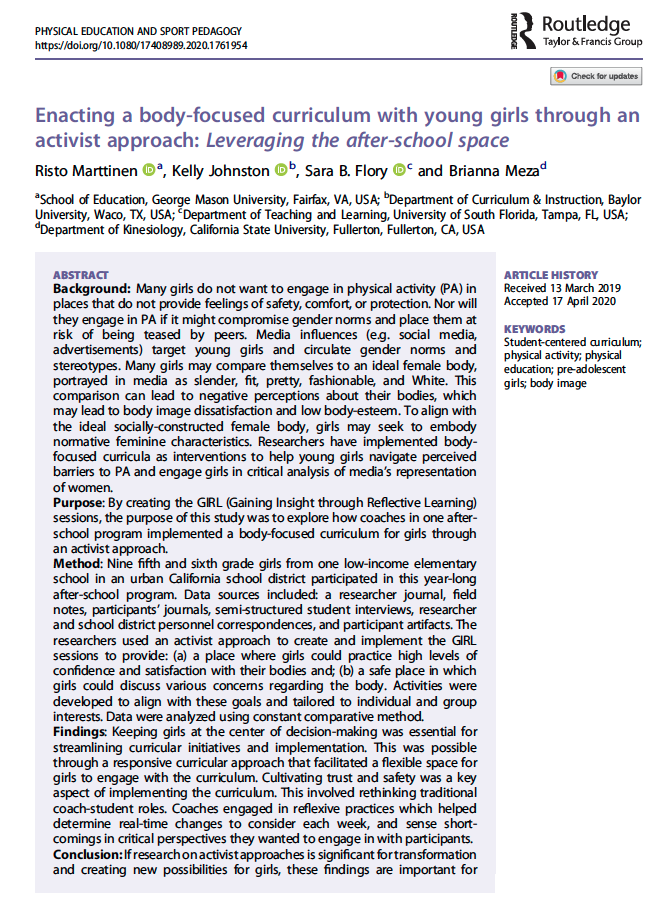 PHYSICAL EDUCATION AND SPORT PEDAGOGY
https://doi.org/10.1080/17408989.2020.1761954
ROUTLEDGE
Routledge
Taylor & Francis Group
Check for updates
Enacting a body-focused curriculum with young girls through an
activist approach: Leveraging the after-school space
Risto Marttinen iD a, Kelly Johnston iD b, Sara B. Flory iD c and Brianna Meza d
aSchool of Education, George Mason University, Fairfax, VA, USA; bDepartment of Curriculum & Instruction, Baylor
University, Waco, TX, USA; cDepartment of Teaching and Learning, University of South Florida, Tampa, FL, USA;
dDepartment of Kinesiology, California State University, Fullerton, Fullerton, CA, USA
ABSTRACT
Background: Many girls do not want to engage in physical activity (PA) in
places that do not provide feelings of safety, comfort, or protection. Nor will
they engage in PA if it might compromise gender norms and place them at
risk of being teased by peers. Media influences (e.g. social media,
advertisements) target young girls and circulate gender norms and
stereotypes. Many girls may compare themselves to an ideal female body,
portrayed in media as slender, fit, pretty, fashionable, and White. This
comparison can lead to negative perceptions about their bodies, which
may lead to body image dissatisfaction and low body-esteem. To align with
the ideal socially-constructed female body, girls may seek to embody
normative feminine characteristics. Researchers have implemented body-
focused curricula as interventions to help young girls navigate perceived
barriers to PA and engage girls in critical analysis of media's representation
of women.
Purpose: By creating the GIRL (Gaining Insight through Reflective Learning)
sessions, the purpose of this study was to explore how coaches in one after-
school program implemented a body-focused curriculum for girls through
an activist approach.
Method: Nine fifth and sixth grade girls from one low-income elementary
school in an urban California school district participated in this year-long
after-school program. Data sources included: a researcher journal, field
notes, participants' journals, semi-structured student interviews, researcher
and school district personnel correspondences, and participant artifacts. The
researchers used an activist approach to create and implement the GIRL
sessions to provide: (a) a place where girls could practice high levels of
confidence and satisfaction with their bodies and; (b) a safe place in which
girls could discuss various concerns regarding the body. Activities were
developed to align with these goals and tailored to individual and group
interests. Data were analyzed using constant comparative method.
Findings: Keeping girls at the center of decision-making was essential for
streamlining curricular initiatives and implementation. This was possible
through a responsive curricular approach that facilitated a flexible space for
girls to engage with the curriculum. Cultivating trust and safety was a key
aspect of implementing the curriculum. This involved rethinking traditional
coach-student roles. Coaches engaged in reflexive practices which helped
determine real-time changes to consider each week, and sense short-
comings in critical perspectives they wanted to engage in with participants.
Conclusion: If research on activist approaches is significant for transformation
and creating new possibilities for girls, these findings are important for
ARTICLE HISTORY
Received 13 March 2019
Accepted 17 April 2020
KEYWORDS
Student-centered curriculum;
physical activity; physical
education; pre-adolescent
girls; body image